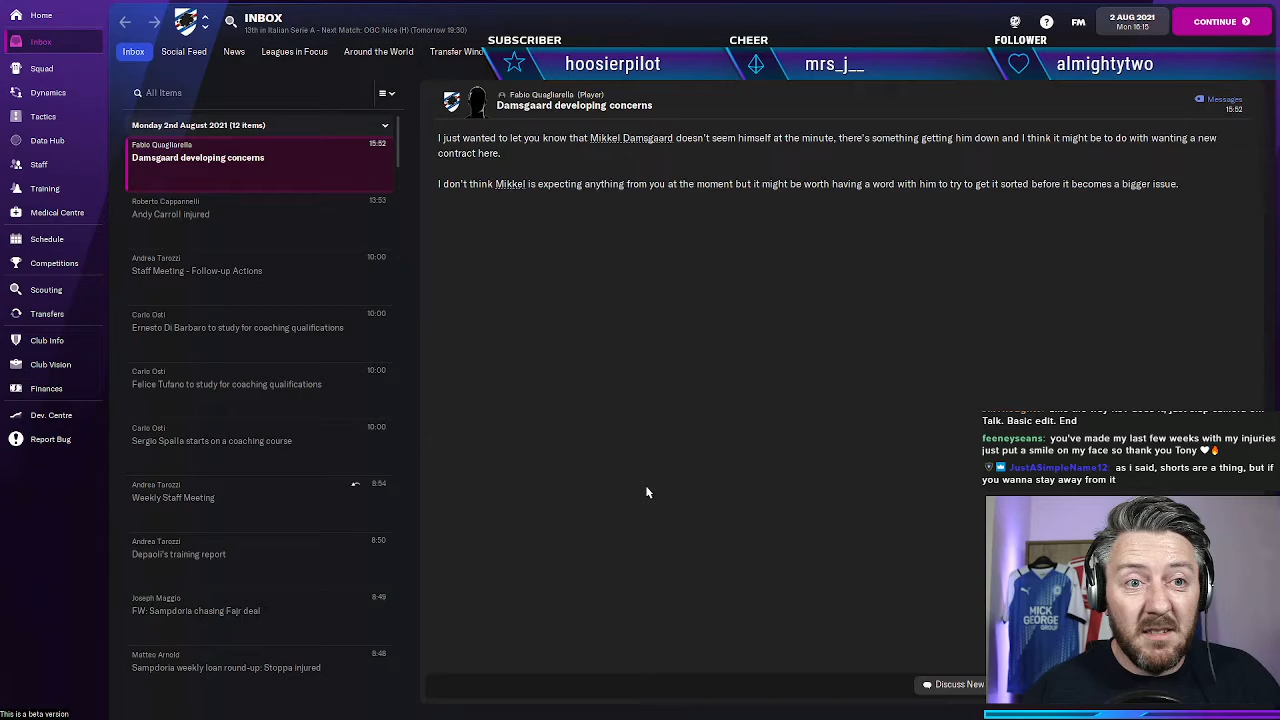 Home
INBOX
13th in Italian Serie A - Next Match: OGC Nice (H) (Tomorrow 19:30)
FM
2 AUG 2021
Mon 16:15
CONTINUE
Inbox
Squad
Dynamics
Tactics
Data Hub
Staff
Training
Medical Centre
Schedule
Competitions
Scouting
Transfers
Club Info
Club Vision
Finances
Dev. Centre
Report Bug
This is a beta version
Inbox
Social Feed
News
Leagues in Focus
Around the World
Transfer Wind
SUBSCRIBER
hoosierpilot
CHEER
mrs_j__
FOLLOWER
almightytwo
All Items
Monday 2nd August 2021 (12 items)
Fabio Quagliarella 15:52
Damsgaard developing concerns
Roberto Cappannelli 13:53
Andy Carroll injured
Andrea Tarozzi 10:00
Staff Meeting - Follow-up Actions
Carlo Osti 10:00
Ernesto Di Barbaro to study for coaching qualifications
Carlo Osti 10:00
Felice Tufano to study for coaching qualifications
Carlo Osti 10:00
Sergio Spalla starts on a coaching course
Andrea Tarozzi 8:54
Weekly Staff Meeting
Andrea Tarozzi 8:50
Depaoli's training report
Joseph Maggio 8:49
FW: Sampdoria chasing Fajr deal
Matteo Arnold 8:48
Sampdoria weekly loan round-up: Stoppa injured
Fabio Quagliarella (Player)
Damsgaard developing concerns
Messages
15:52
I just wanted to let you know that Mikkel Damsgaard doesn't seem himself at the minute, there's something getting him down and I think it might be to do with wanting a new
contract here.
I don't think Mikkel is expecting anything from you at the moment but it might be worth having a word with him to try to get it sorted before it becomes a bigger issue.
Discuss New
Talk. Basic edit. End
feeneyseans: you've made my last few weeks with my injuries
just put a smile on my face so thank you Tony
JustASimpleName12: as i said, shorts are a thing, but if
you wanna stay away from it
MICK
GEORGE
GROUP